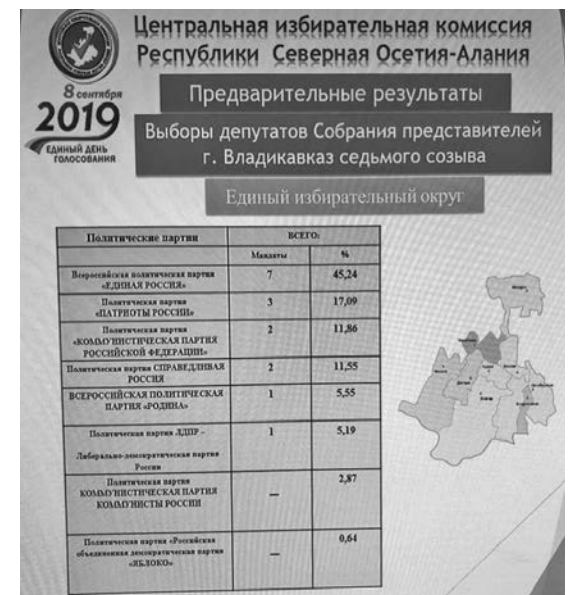 Центральная избирательная комиссия
Республики Северная Осетия-Алания
8 сентября
2019
ЕДИНЫЙ ДЕНЬ
ГОЛОСОВАНИЯ
Предварительные результаты
Выборы депутатов Собрания представителей
г. Владикавказ седьмого созыва
Единый избирательный округ
Политические партии
ВСЕГО:
Мандаты %
Всероссийская политическая партия
«ЕДИНАЯ РОССИЯ»
7 45,24
Политическая партия
«ПАТРИОТЫ РОССИИ»
3 17,09
Политическая партия
«КОММУНИСТИЧЕСКАЯ ПАРТИЯ
РОССИЙСКОЙ ФЕДЕРАЦИИ»
2 11,86
Политическая партия СПРАВЕДЛИВАЯ
РОССИЯ
2 11,55
ВСЕРОССИЙСКАЯ ПОЛИТИЧЕСКАЯ
ПАРТИЯ «РОДИНА»
1 5,55
Политическая партия ЛДПР –
Либерально-демократическая партия
России
1 5,19
Политическая партия
КОММУНИСТИЧЕСКАЯ ПАРТИЯ
КОММУНИСТЫ РОССИИ
— 2,87
Политическая партия «Российская
объединенная демократическая партия
«ЯБЛОКО»
— 0,64